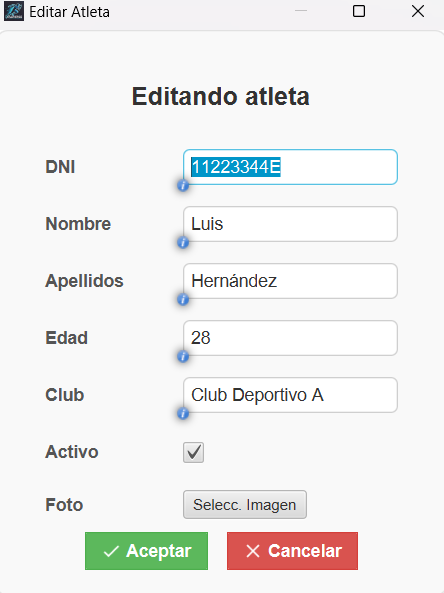 Editar Atleta
Editando atleta
DNI 11223344E
Nombre Luis
Apellidos Hernández
Edad 28
Club Club Deportivo A
Activo
Foto Selecc. Imagen
Aceptar Cancelar